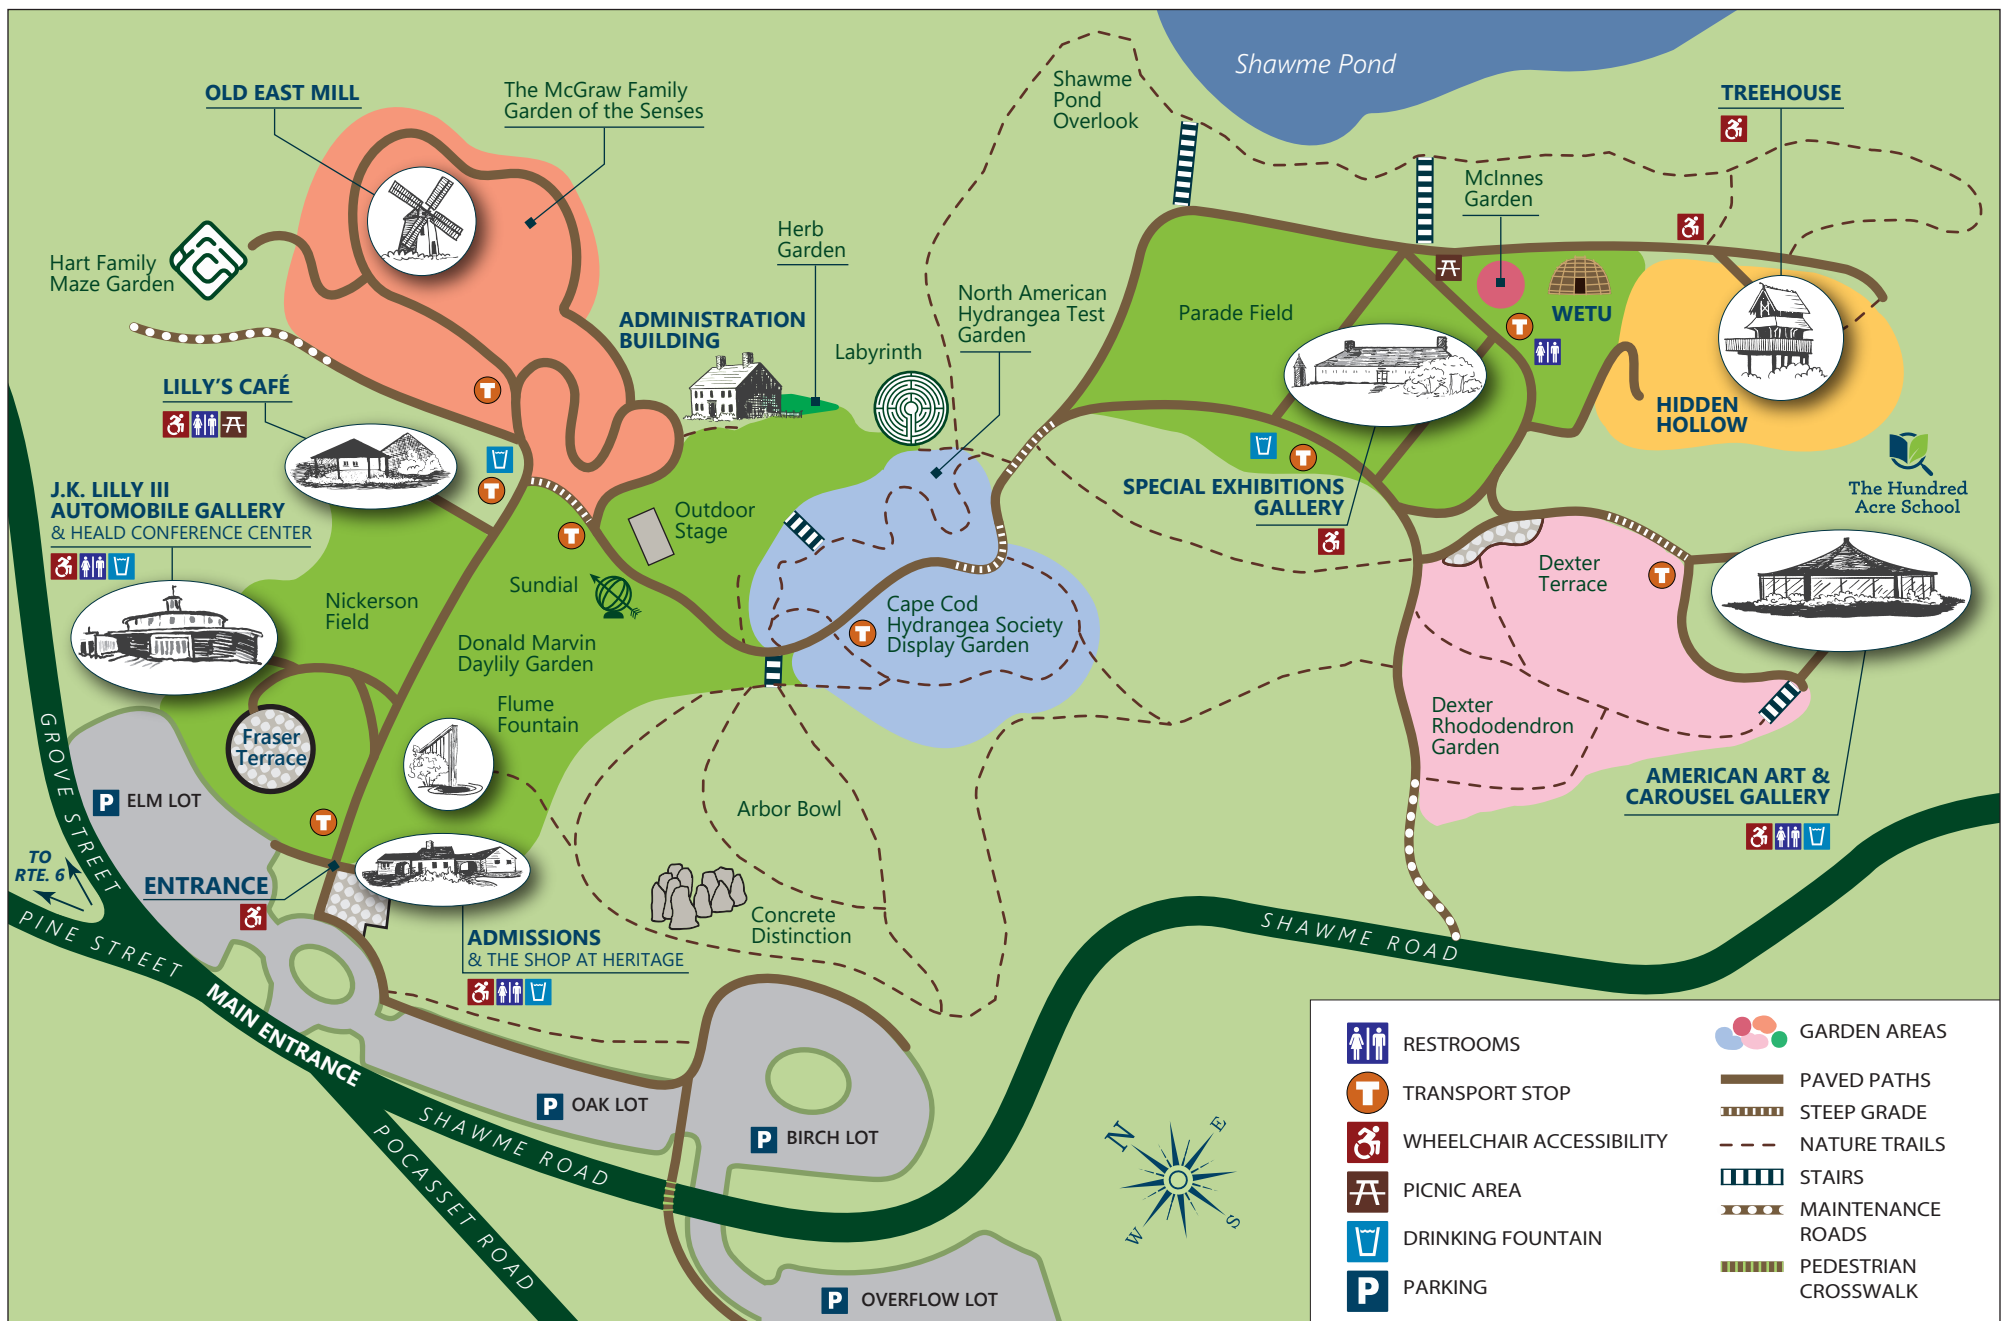 Shawme Pond
OLD EAST MILL
The McGraw Family
Garden of the Senses
Shawme
Pond
Overlook
TREEHOUSE
McInnes
Garden
Hart Family
Maze Garden
Herb
Garden
North American
Hydrangea Test
Garden
ADMINISTRATION
BUILDING
Labyrinth
Parade Field
T
WETU
LILLY'S CAFÉ
T
HIDDEN
HOLLOW
J.K. LILLY III
AUTOMOBILE GALLERY
& HEALD CONFERENCE CENTER
T
T
SPECIAL EXHIBITIONS
GALLERY
The Hundred
Acre School
Outdoor
Stage
T
Sundial
Dexter
Terrace
T
Nickerson
Field
Donald Marvin
Daylily Garden
T
Cape Cod
Hydrangea Society
Display Garden
Flume
Fountain
Dexter
Rhododendron
Garden
Fraser
Terrace
GROVE STREET
P ELM LOT
T
Arbor Bowl
AMERICAN ART &
CAROUSEL GALLERY
TO
RTE. 6
ENTRANCE
PINE STREET
ADMISSIONS
& THE SHOP AT HERITAGE
Concrete
Distinction
SHAWME ROAD
MAIN ENTRANCE
P OAK LOT
P BIRCH LOT
SHAWME ROAD
POCASSET ROAD
P OVERFLOW LOT
N
E
W
S
RESTROOMS
T TRANSPORT STOP
WHEELCHAIR ACCESSIBILITY
PICNIC AREA
DRINKING FOUNTAIN
P PARKING
GARDEN AREAS
PAVED PATHS
STEEP GRADE
NATURE TRAILS
STAIRS
MAINTENANCE
ROADS
PEDESTRIAN
CROSSWALK